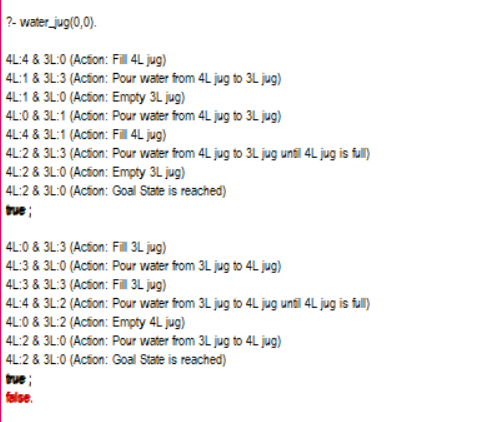 ?- water_jug(0,0).
4L:4 & 3L:0 (Action: Fill 4L jug)
4L:1 & 3L:3 (Action: Pour water from 4L jug to 3L jug)
4L:1 & 3L:0 (Action: Empty 3L jug)
4L:0 & 3L:1 (Action: Pour water from 4L jug to 3L jug)
4L:4 & 3L:1 (Action: Fill 4L jug)
4L:2 & 3L:3 (Action: Pour water from 4L jug to 3L jug until 4L jug is full)
4L:2 & 3L:0 (Action: Empty 3L jug)
4L:2 & 3L:0 (Action: Goal State is reached)
true ;
4L:0 & 3L:3 (Action: Fill 3L jug)
4L:3 & 3L:0 (Action: Pour water from 3L jug to 4L jug)
4L:3 & 3L:3 (Action: Fill 3L jug)
4L:4 & 3L:2 (Action: Pour water from 3L jug to 4L jug until 4L jug is full)
4L:0 & 3L:2 (Action: Empty 4L jug)
4L:2 & 3L:0 (Action: Pour water from 3L jug to 4L jug)
4L:2 & 3L:0 (Action: Goal State is reached)
true ;
false.